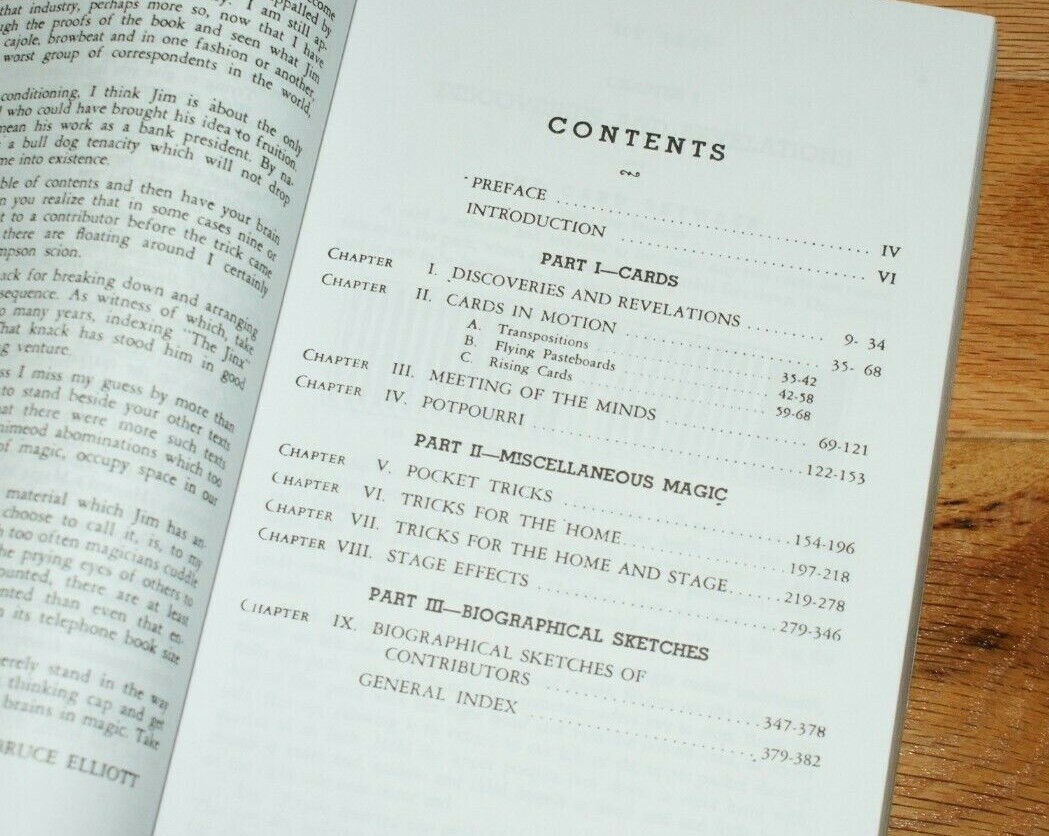 ppalled by
that industry, perhaps more so, now that I have
ugh the proofs of the book and seen what Jim
cajole, browbeat and in one fashion or another,
worst group of correspondents in the world,
conditioning, I think Jim is about the only
who could have brought his idea to fruition.
mean his work as a bank president. By na-
a bull dog tenacity which will not drop
me into existence.
ble of contents and then have your brain
n you realize that in some cases nine or
t to a contributor before the trick came
there are floating around I certainly
mpson scion.
ack for breaking down and arranging
sequence. As witness of which, take
o many years, indexing "The Jinx"
That knack has stood him in good
g venture.
ss I miss my guess by more than
to stand beside your other texts
at there were more such texts
nimeod abominations which too
of magic, occupy space in our
material which Jim has an-
choose to call it, is, to my
too often magicians cuddle
he prying eyes of others to
ounted, there are at least
nted than even that en-
n its telephone book size
erely stand in the way
thinking cap and get
brains in magic. Take
BRUCE ELLIOTT
CONTENTS
PREFACE IV
INTRODUCTION VI
PART I—CARDS
CHAPTER I. DISCOVERIES AND REVELATIONS 9- 34
CHAPTER II. CARDS IN MOTION 35- 68
A. Transpositions 35-42
B. Flying Pasteboards 42-58
C. Rising Cards 59-68
CHAPTER III. MEETING OF THE MINDS 69-121
CHAPTER IV. POTPOURRI 122-153
PART II—MISCELLANEOUS MAGIC
CHAPTER V. POCKET TRICKS 154-196
CHAPTER VI. TRICKS FOR THE HOME 197-218
CHAPTER VII. TRICKS FOR THE HOME AND STAGE 219-278
CHAPTER VIII. STAGE EFFECTS 279-346
PART III—BIOGRAPHICAL SKETCHES
CHAPTER IX. BIOGRAPHICAL SKETCHES OF
CONTRIBUTORS 347-378
GENERAL INDEX 379-382